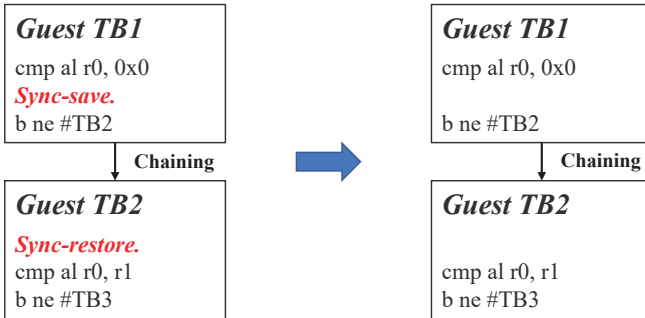 Guest TB1
cmp al r0, 0x0
Sync-save.
b ne #TB2
Chaining
Guest TB2
Sync-restore.
cmp al r0, r1
b ne #TB3
Guest TB1
cmp al r0, 0x0
b ne #TB2
Chaining
Guest TB2
cmp al r0, r1
b ne #TB3